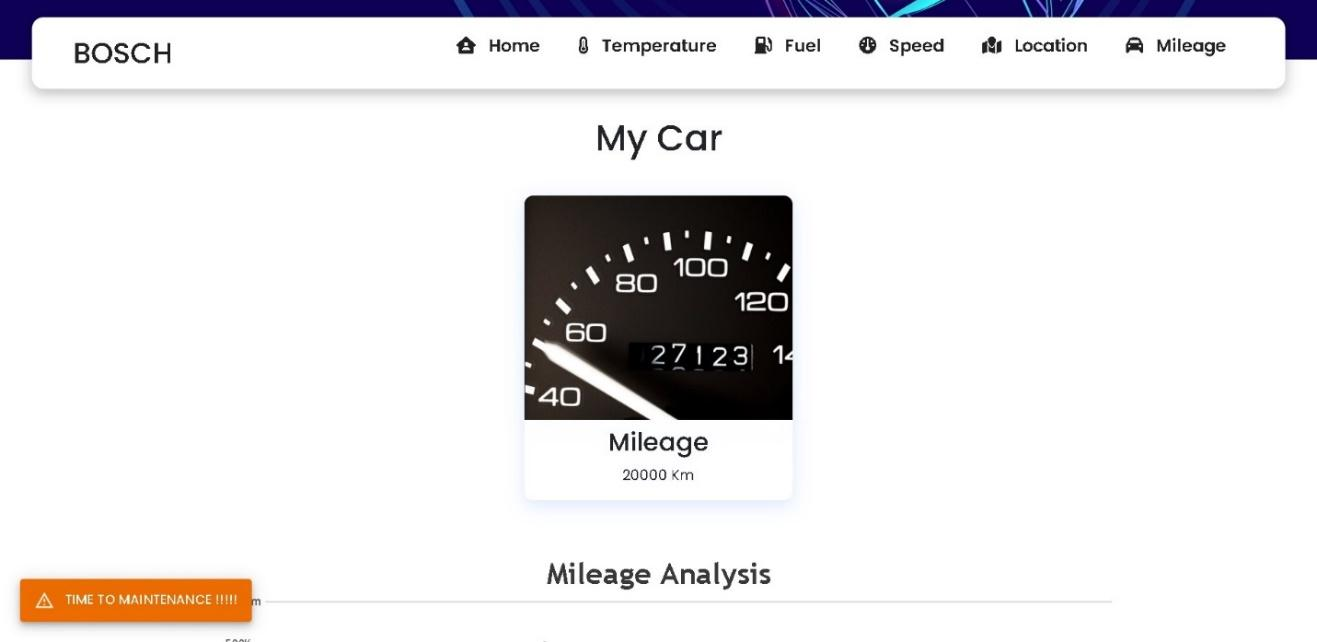 BOSCH
Home
Temperature
Fuel
Speed
Location
Mileage
My Car
80
100
120
60
27123
40
Mileage
20000 Km
Mileage Analysis
TIME TO MAINTENANCE !!!!!
m